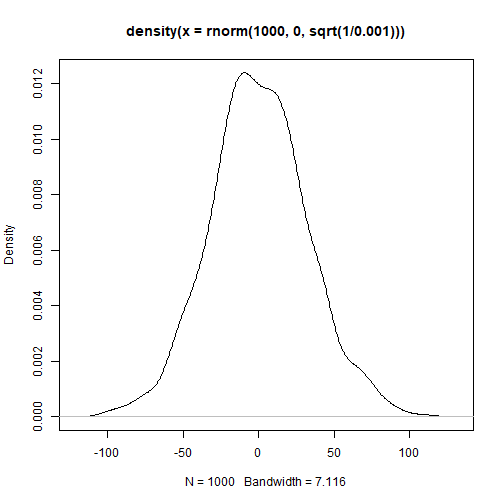 density(x = rnorm(1000, 0, sqrt(1/0.001)))
Density
0.012
0.010
0.008
0.006
0.004
0.002
0.000
-100 -50 0 50 100
N = 1000 Bandwidth = 7.116